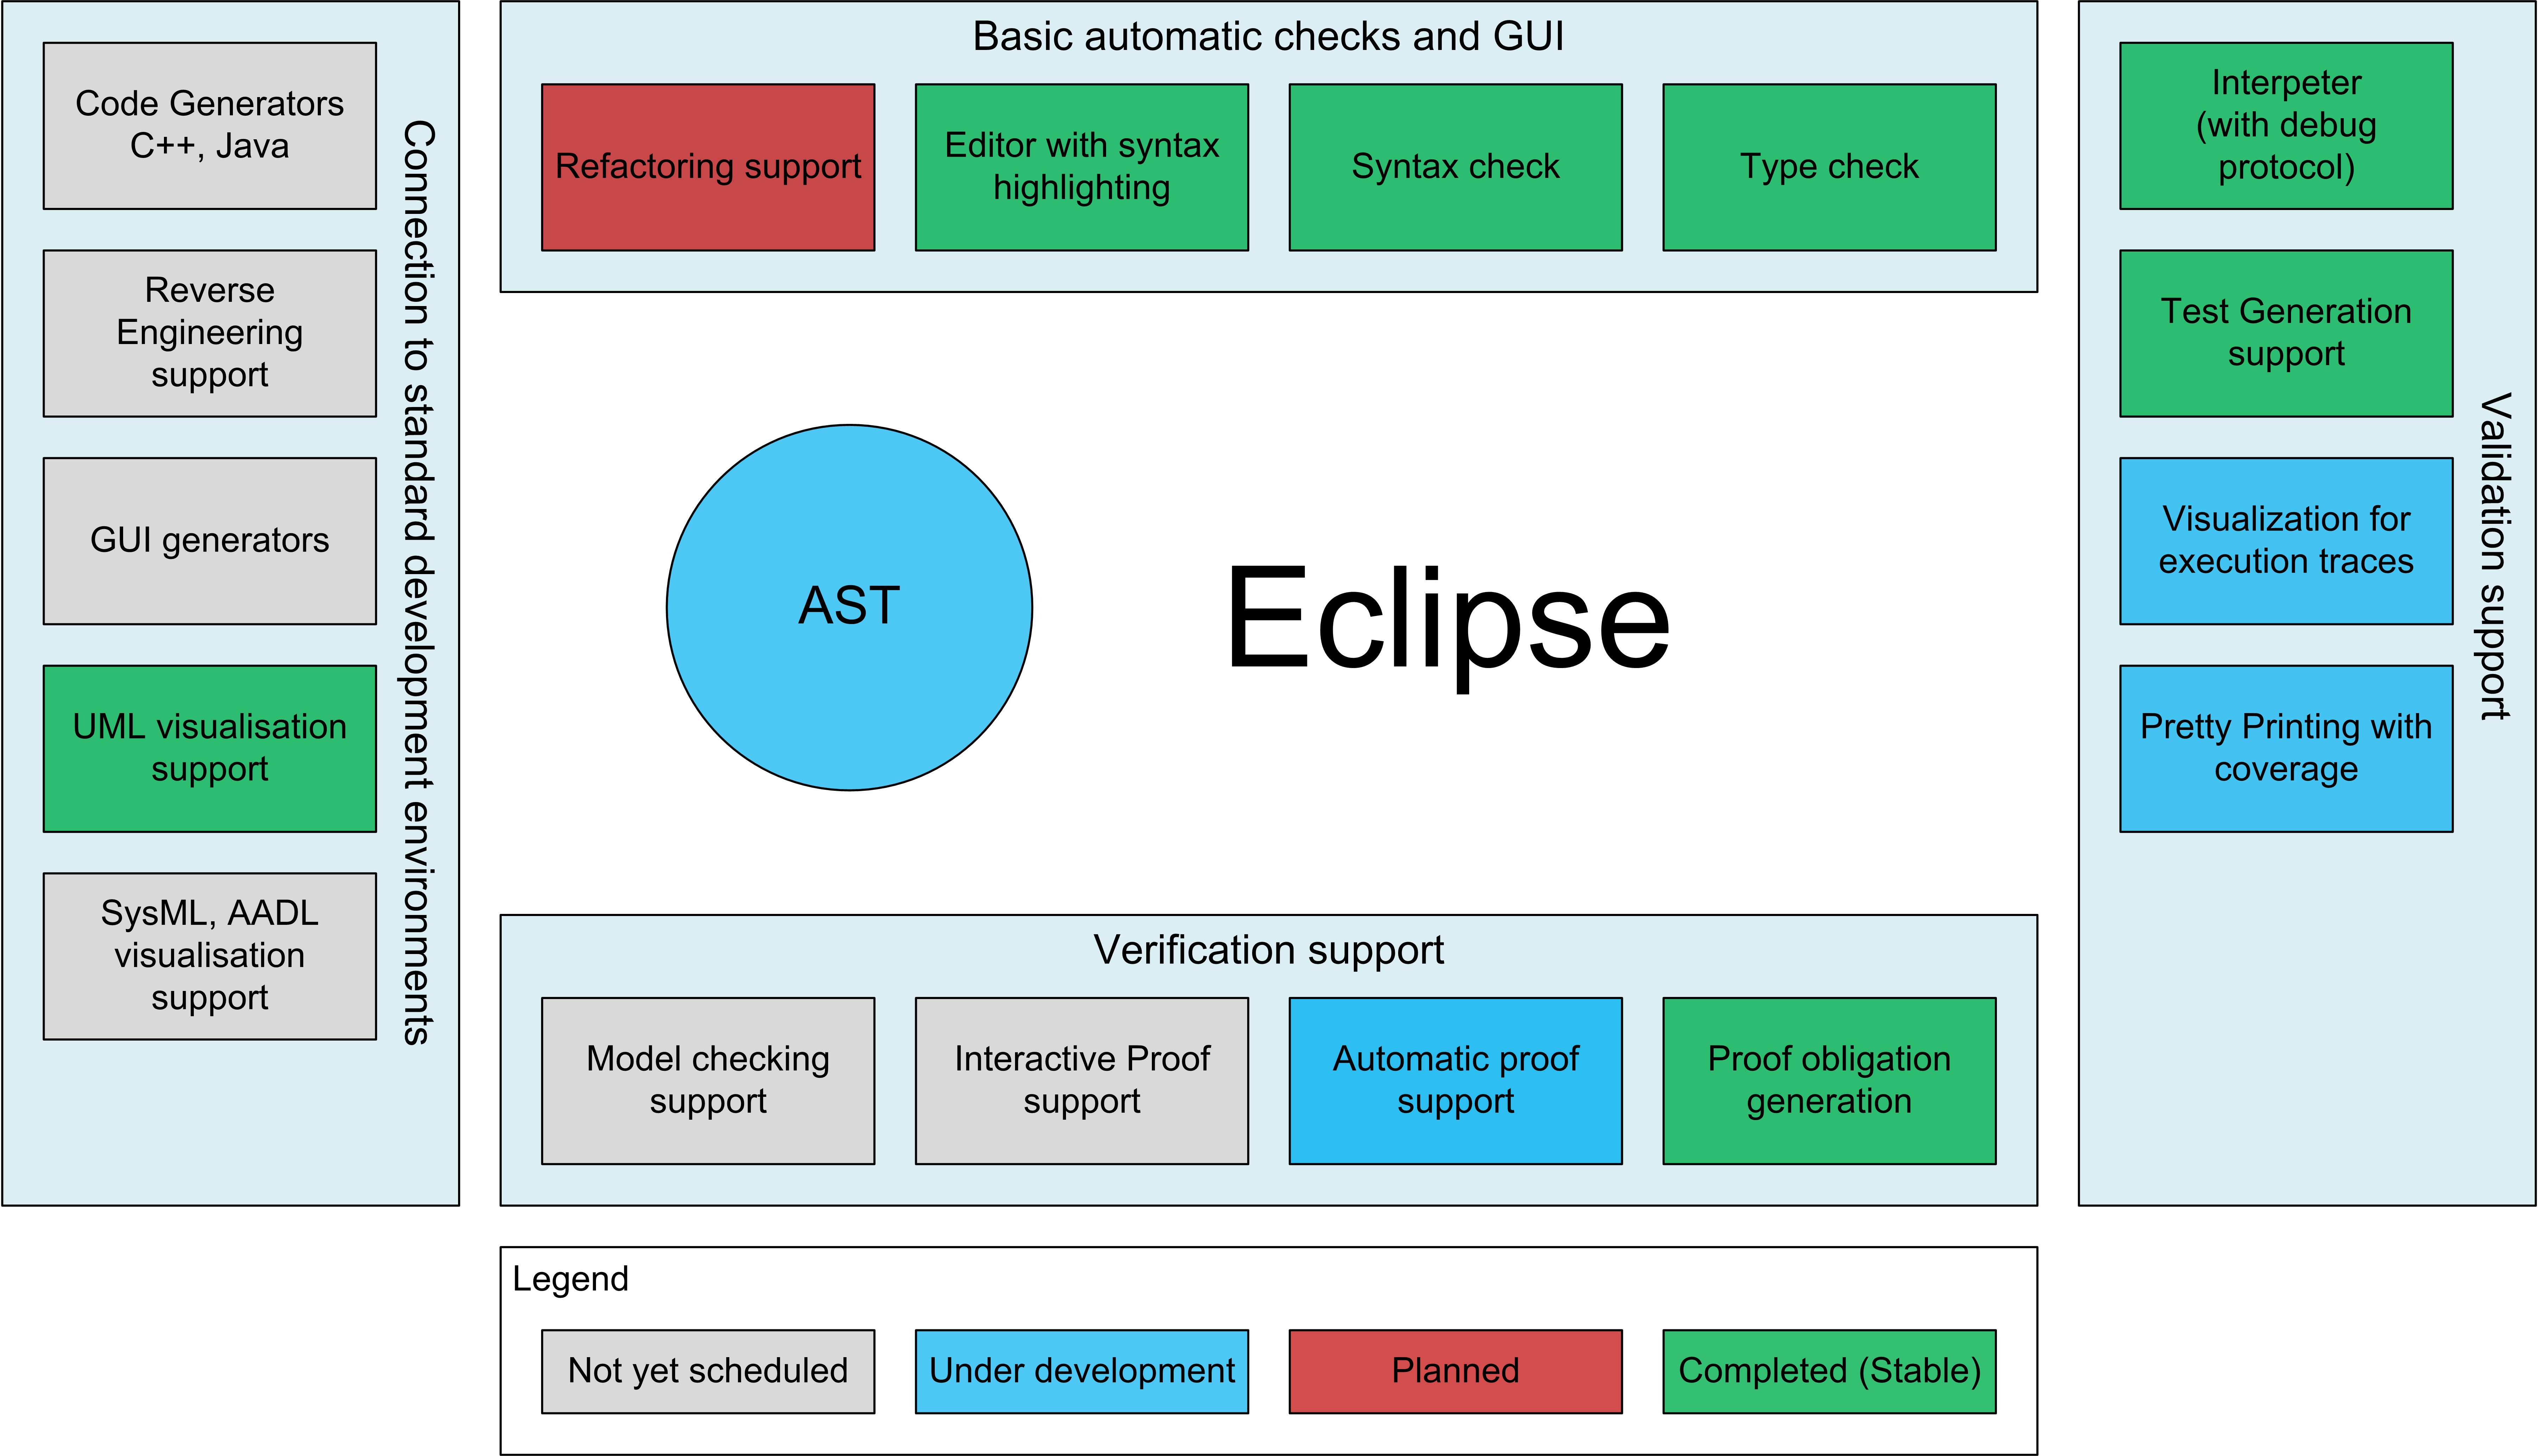 Code Generators
C++, Java
Reverse
Engineering
support
GUI generators
UML visualisation
support
SysML, AADL
visualisation
support
Connection to standard development environments
Basic automatic checks and GUI
Refactoring support
Editor with syntax
highlighting
Syntax check
Type check
AST
Eclipse
Verification support
Model checking
support
Interactive Proof
support
Automatic proof
support
Proof obligation
generation
Interpeter
(with debug
protocol)
Test Generation
support
Visualization for
execution traces
Pretty Printing with
coverage
Validation support
Legend
Not yet scheduled
Under development
Planned
Completed (Stable)